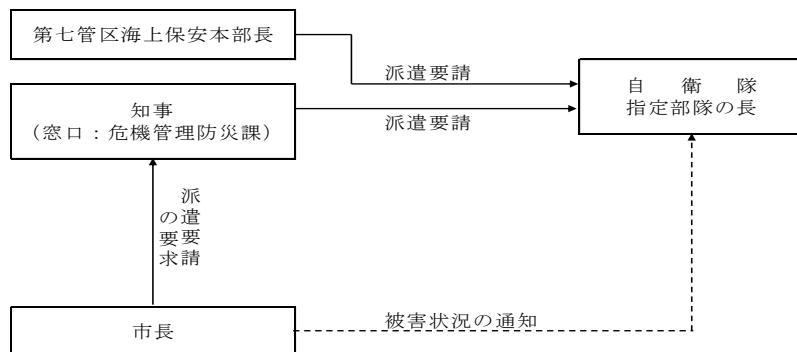 第七管区海上保安本部長
派遣要請
自衛隊
指定部隊の長
知事
(窓口:危機管理防災課)
派遣要請
派遣要請
の要求
市長
被害状況の通知